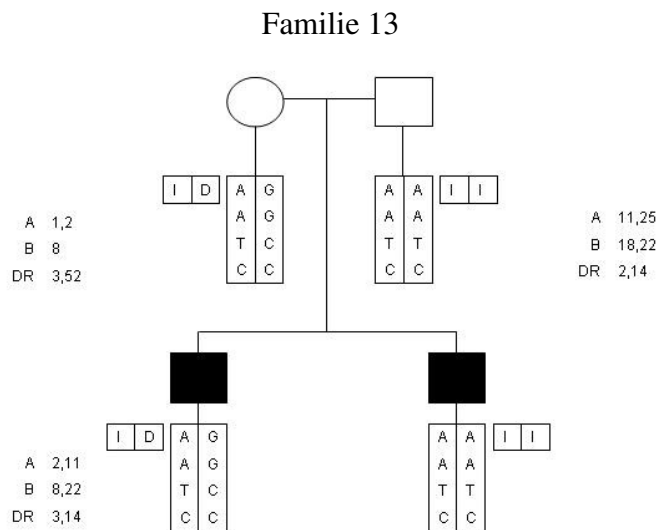 Familie 13
I D A G A A I I
A G A A
T C T T
C C C C
A 1,2
B 8
DR 3,52
A 11,25
B 18,22
DR 2,14
I D A G A A I I
A G A A
T C T T
C C C C
A 2,11
B 8,22
DR 3,14